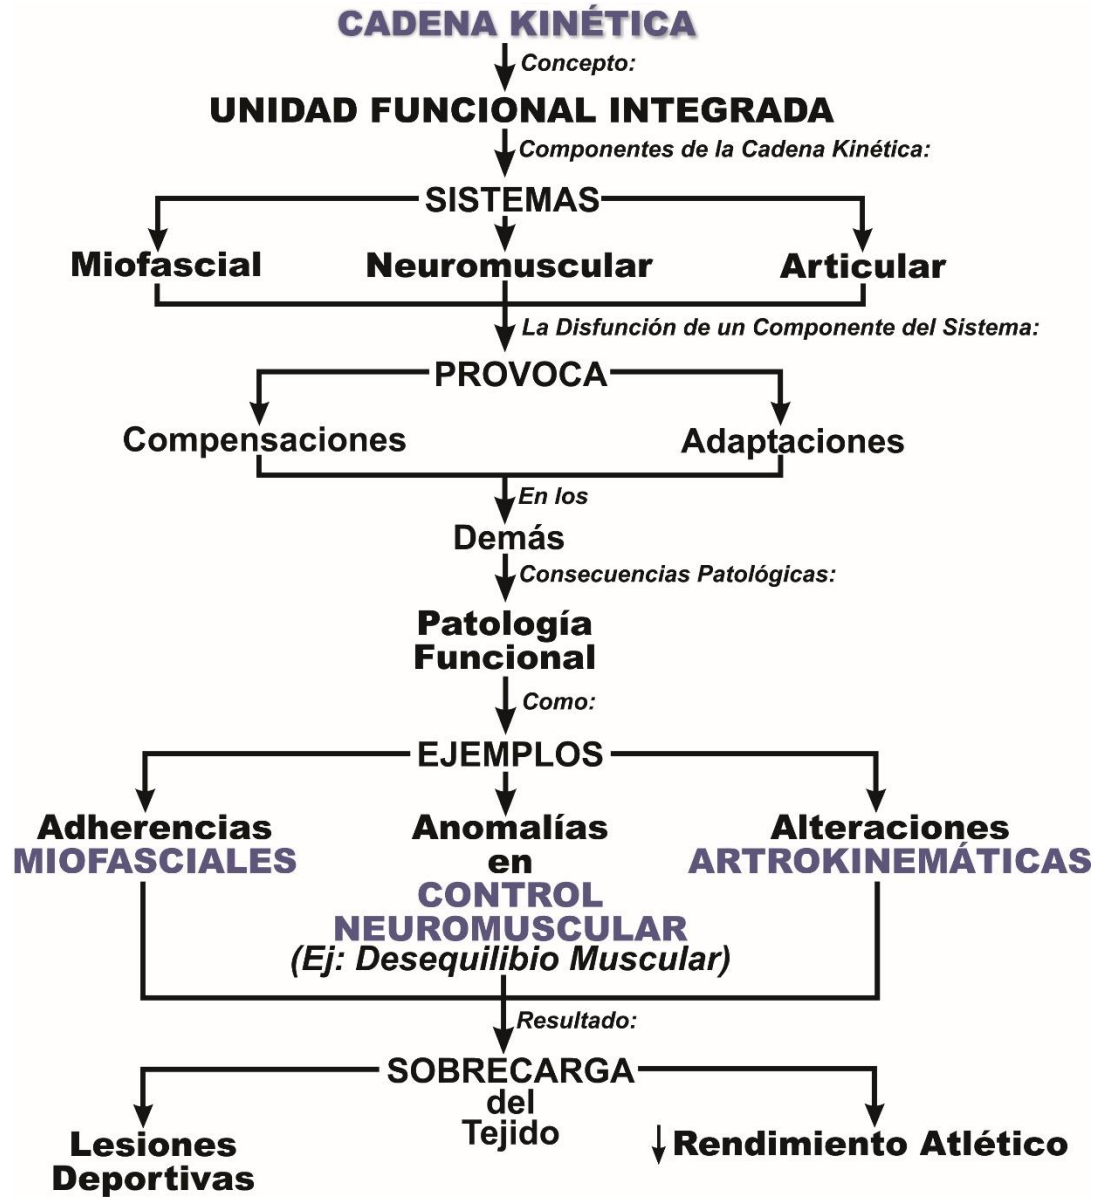 CADENA KINÉTICA
Concepto:
UNIDAD FUNCIONAL INTEGRADA
Componentes de la Cadena Kinética:
SISTEMAS
Miofascial
Neuromuscular
Articular
La Disfunción de un Componente del Sistema:
PROVOCA
Compensaciones
Adaptaciones
En los
Demás
Consecuencias Patológicas:
Patología
Funcional
Como:
EJEMPLOS
Adherencias
MIOFASCIALES
Anomalías
en
CONTROL
NEUROMUSCULAR
(Ej: Desequilibio Muscular)
Alteraciones
ARTROKINEMÁTICAS
Resultado:
SOBRECARGA
del
Tejido
Lesiones
Deportivas
↓ Rendimiento Atlético